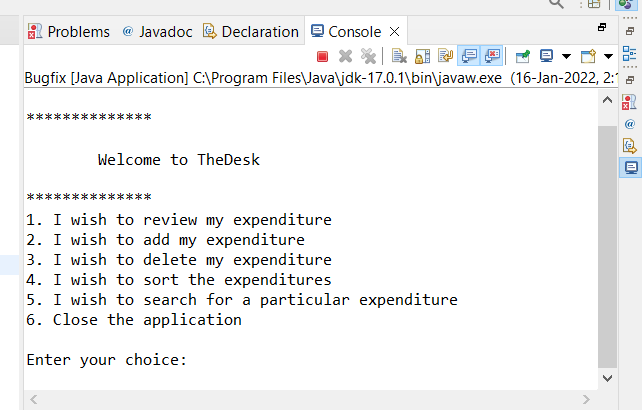 Problems @ Javadoc Declaration Console
Bugfix [Java Application] C:\Program Files\Java\jdk-17.0.1\bin\javaw.exe (16-Jan-2022, 2:
**************
Welcome to TheDesk
**************
1. I wish to review my expenditure
2. I wish to add my expenditure
3. I wish to delete my expenditure
4. I wish to sort the expenditures
5. I wish to search for a particular expenditure
6. Close the application
Enter your choice: